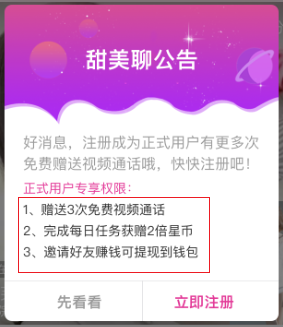 甜美聊公告
好消息，注册成为正式用户有更多次
免费赠送视频通话哦，快快注册吧！
正式用户专享权限：
1、赠送3次免费视频通话
2、完成每日任务获赠2倍星币
3、邀请好友赚钱可提现到钱包
先看看
立即注册